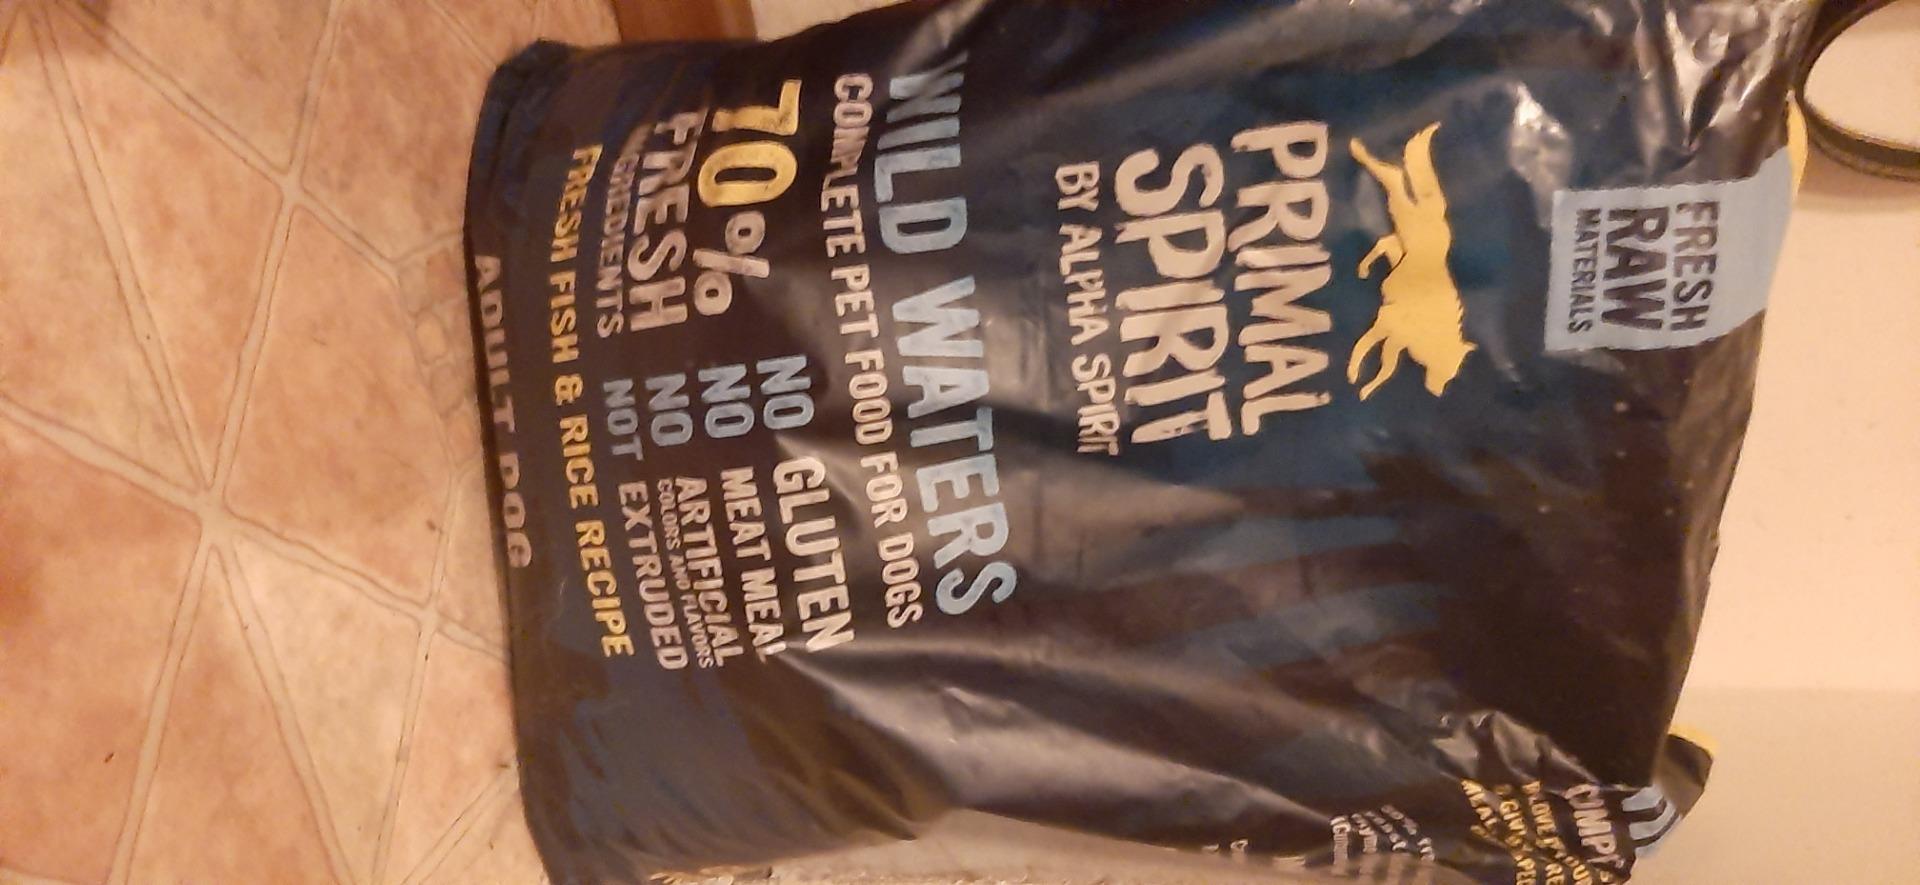 FRESH
RAW
MATERIALS
PRIMAL
SPIRIT
BY ALPHA SPIRIT
WILD WATERS
COMPLETE PET FOOD FOR DOGS
70%
FRESH
INGREDIENTS
NO GLUTEN
NO MEAT MEAL
NO ARTIFICIAL
COLORS AND FLAVORS
NOT EXTRUDED
FRESH FISH & RICE RECIPE
ADULT DOG